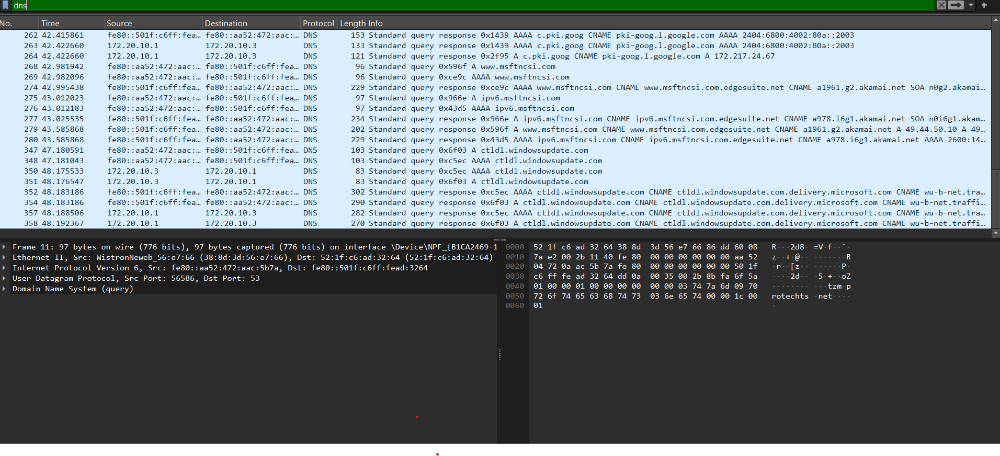 dns
No. Time Source Destination Protocol Length Info
262 42.415861 fe80::501f:c6ff:fea… fe80::aa52:472:aac:… DNS 153 Standard query response 0x1439 AAAA c.pki.goog CNAME pki-goog.l.google.com AAAA 2404:6800:4002:80a::2003
263 42.422660 172.20.10.1 172.20.10.3 DNS 133 Standard query response 0x1439 AAAA c.pki.goog CNAME pki-goog.l.google.com AAAA 2404:6800:4002:80a::2003
264 42.422660 172.20.10.1 172.20.10.3 DNS 121 Standard query response 0x2f95 A c.pki.goog CNAME pki-goog.l.google.com A 172.217.24.67
268 42.981942 fe80::aa52:472:aac:… fe80::501f:c6ff:fea… DNS 96 Standard query 0x596f A www.msftncsi.com
269 42.982096 fe80::aa52:472:aac:… fe80::501f:c6ff:fea… DNS 96 Standard query 0xce9c AAAA www.msftncsi.com
274 42.995438 fe80::501f:c6ff:fea… fe80::aa52:472:aac:… DNS 229 Standard query response 0xce9c AAAA www.msftncsi.com CNAME www.msftncsi.com.edgesuite.net CNAME a1961.g2.akamai.net SOA n0g2.akamai…
275 43.012023 fe80::aa52:472:aac:… fe80::501f:c6ff:fea… DNS 97 Standard query 0x966e A ipv6.msftncsi.com
276 43.012183 fe80::aa52:472:aac:… fe80::501f:c6ff:fea… DNS 97 Standard query 0x43d5 AAAA ipv6.msftncsi.com
277 43.025535 fe80::501f:c6ff:fea… fe80::aa52:472:aac:… DNS 234 Standard query response 0x966e A ipv6.msftncsi.com CNAME ipv6.msftncsi.com.edgesuite.net CNAME a978.i6g1.akamai.net SOA n0i6g1.akam…
279 43.585868 fe80::501f:c6ff:fea… fe80::aa52:472:aac:… DNS 202 Standard query response 0x596f A www.msftncsi.com CNAME www.msftncsi.com.edgesuite.net CNAME a1961.g2.akamai.net A 49.44.50.10 A 49…
280 43.585868 fe80::501f:c6ff:fea… fe80::aa52:472:aac:… DNS 229 Standard query response 0x43d5 AAAA ipv6.msftncsi.com CNAME ipv6.msftncsi.com.edgesuite.net CNAME a978.i6g1.akamai.net AAAA 2600:14…
347 47.180591 fe80::aa52:472:aac:… fe80::501f:c6ff:fea… DNS 103 Standard query 0x6f03 A ctldl.windowsupdate.com
348 47.181043 fe80::aa52:472:aac:… fe80::501f:c6ff:fea… DNS 103 Standard query 0xc5ec AAAA ctldl.windowsupdate.com
350 48.175533 172.20.10.3 172.20.10.1 DNS 83 Standard query 0xc5ec AAAA ctldl.windowsupdate.com
351 48.176547 172.20.10.3 172.20.10.1 DNS 83 Standard query 0x6f03 A ctldl.windowsupdate.com
352 48.183186 fe80::501f:c6ff:fea… fe80::aa52:472:aac:… DNS 302 Standard query response 0xc5ec AAAA ctldl.windowsupdate.com CNAME ctldl.windowsupdate.com.delivery.microsoft.com CNAME wu-b-net.tra…
354 48.183186 fe80::501f:c6ff:fea… fe80::aa52:472:aac:… DNS 290 Standard query response 0x6f03 A ctldl.windowsupdate.com CNAME ctldl.windowsupdate.com.delivery.microsoft.com CNAME wu-b-net.traffi…
357 48.188506 172.20.10.1 172.20.10.3 DNS 282 Standard query response 0xc5ec AAAA ctldl.windowsupdate.com CNAME ctldl.windowsupdate.com.delivery.microsoft.com CNAME wu-b-net.tra…
358 48.192367 172.20.10.1 172.20.10.3 DNS 270 Standard query response 0x6f03 A ctldl.windowsupdate.com CNAME ctldl.windowsupdate.com.delivery.microsoft.com CNAME wu-b-net.traffi…
Frame 11: 97 bytes on wire (776 bits), 97 bytes captured (776 bits) on interface \Device\NPF_{B1CA2469-1
Ethernet II, Src: WistronNeweb_56:e7:66 (38:8d:3d:56:e7:66), Dst: 52:1f:c6:ad:32:64 (52:1f:c6:ad:32:64)
Internet Protocol Version 6, Src: fe80::aa52:472:aac:5b7a, Dst: fe80::501f:c6ff:fead:3264
User Datagram Protocol, Src Port: 56586, Dst Port: 53
Domain Name System (query)
0000 52 1f c6 ad 32 64 38 8d 3d 56 e7 66 86 dd 60 08 R···2d8· =V·f··`·
0010 7a e2 00 2b 11 40 fe 80 00 00 00 00 00 00 aa 52 z··+·@·· ·······R
0020 04 72 0a ac 5b 7a fe 80 00 00 00 00 00 00 50 1f ·r··[z·· ······P·
0030 c6 ff fe ad 32 64 dd 0a 00 35 00 2b 8b fa 6f 5a ····2d·· ·5·+··oZ
0040 01 00 00 01 00 00 00 00 00 00 03 74 7a 6d 09 70 ········ ···tzm·p
0050 72 6f 74 65 63 68 74 73 03 6e 65 74 00 00 1c 00 rotechts ·net····
0060 01 ·